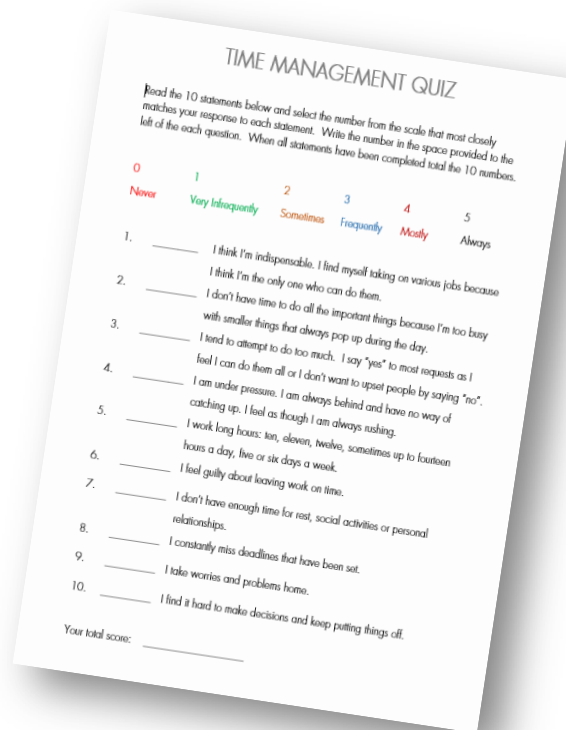 TIME MANAGEMENT QUIZ
Read the 10 statements below and select the number from the scale that most closely
matches your response to each statement. Write the number in the space provided to the
left of the each question. When all statements have been completed total the 10 numbers.
0 1 2 3 4 5
Never Very Infrequently Sometimes Frequently Mostly Always
1. I think I'm indispensable. I find myself taking on various jobs because
I think I'm the only one who can do them.
2. I don't have time to do all the important things because I'm too busy
with smaller things that always pop up during the day.
3. I tend to attempt to do too much. I say "yes" to most requests as I
feel I can do them all or I don't want to upset people by saying "no".
4. I am under pressure. I am always behind and have no way of
catching up. I feel as though I am always rushing.
5. I work long hours: ten, eleven, twelve, sometimes up to fourteen
hours a day, five or six days a week.
6. I feel guilty about leaving work on time.
7. I don't have enough time for rest, social activities or personal
relationships.
8. I constantly miss deadlines that have been set.
9. I take worries and problems home.
10. I find it hard to make decisions and keep putting things off.
Your total score: